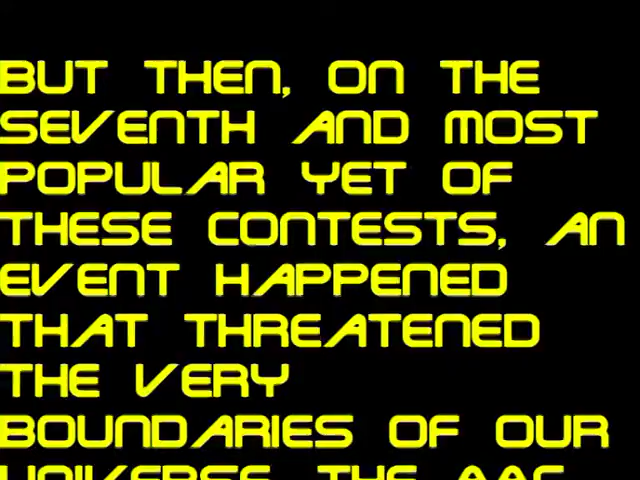 BUT THEN, ON THE
SEVENTH AND MOST
POPULAR YET OF
THESE CONTESTS, AN
EVENT HAPPENED
THAT THREATENED
THE VERY
BOUNDARIES OF OUR
UNIVERSE. THE